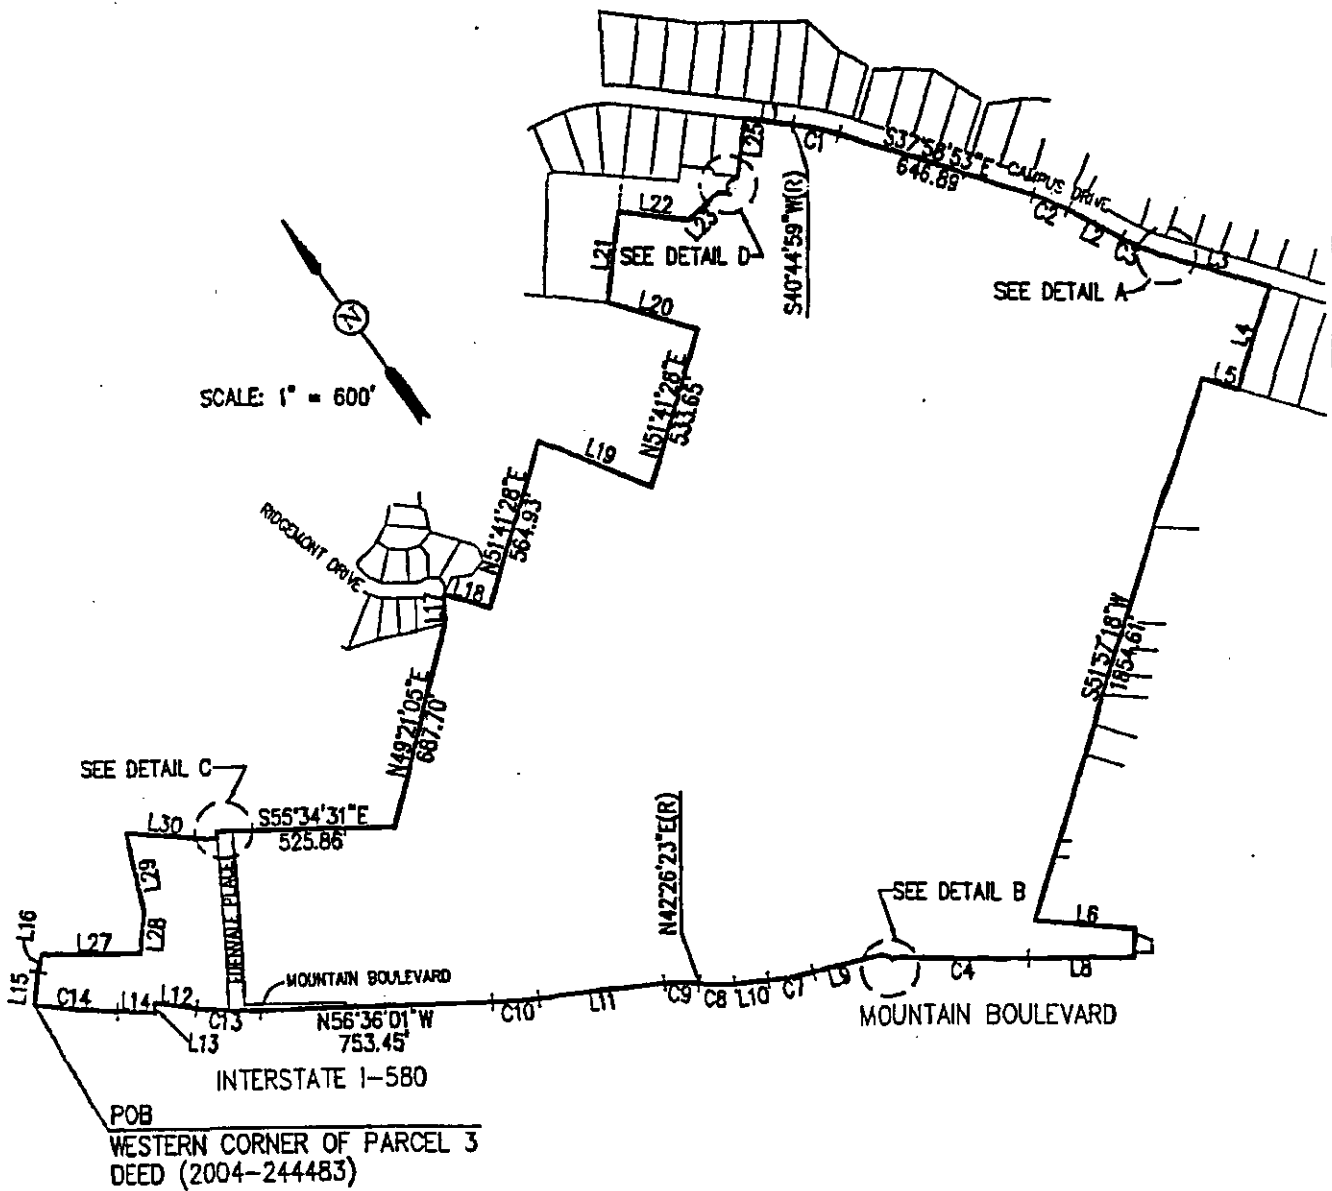 L25
C1
S37°58'53"E
646.89'
CAMPUS DRIVE
C2
L2
C3
L3
L22
L23
L21
SEE DETAIL D
S40°44'59"W(R)
SEE DETAIL A
L20
L4
L5
SCALE: 1" = 600'
N51°41'28"E
533.65'
L19
N51°41'28"E
564.93'
RIDGEMONT DRIVE
L18
L17
S51°57'18"W
1854.61'
N49°21'05"E
687.70'
SEE DETAIL C
L30
S55°34'31"E
525.86'
N42°26'23"E(R)
SEE DETAIL B
L29
L28
L6
L16
L27
EDENVALE PLACE
L15
C14
L14
L12
C13
L13
MOUNTAIN BOULEVARD
N56°36'01"W
753.45'
C10
L11
C9
C8
L10
C7
L9
C4
L8
MOUNTAIN BOULEVARD
INTERSTATE I-580
POB
WESTERN CORNER OF PARCEL 3
DEED (2004-244483)